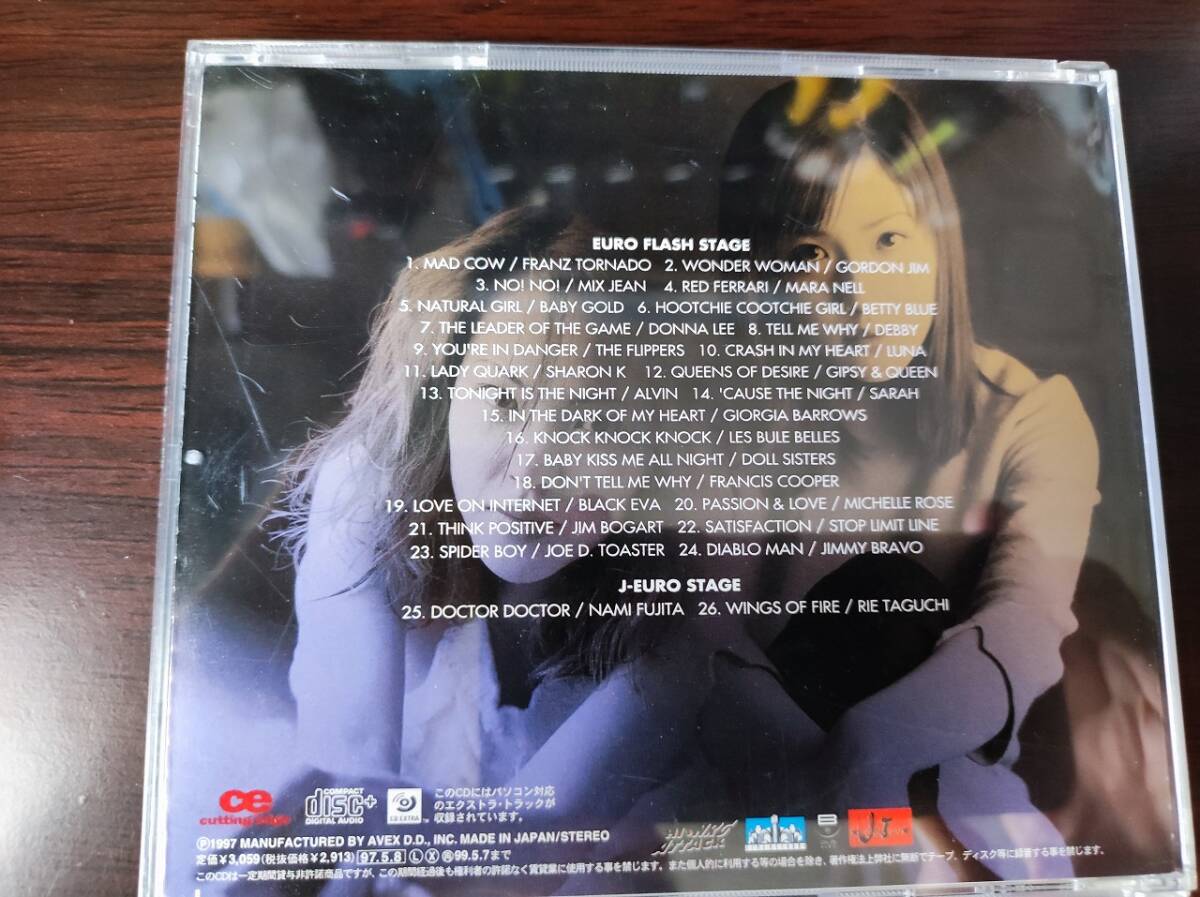 EURO FLASH STAGE
1. MAD COW / FRANZ TORNADO 2. WONDER WOMAN / GORDON JIM
3. NO! NO! / MIX JEAN 4. RED FERRARI / MARA NELL
5. NATURAL GIRL / BABY GOLD 6. HOOTCHIE COOTCHIE GIRL / BETTY BLUE
7. THE LEADER OF THE GAME / DONNA LEE 8. TELL ME WHY / DEBBY
9. YOU'RE IN DANGER / THE FLIPPERS 10. CRASH IN MY HEART / LUNA
11. LADY QUARK / SHARON K 12. QUEENS OF DESIRE / GIPSY & QUEEN
13. TONIGHT IS THE NIGHT / ALVIN 14. 'CAUSE THE NIGHT / SARAH
15. IN THE DARK OF MY HEART / GIORGIA BARROWS
16. KNOCK KNOCK KNOCK / LES BULE BELLES
17. BABY KISS ME ALL NIGHT / DOLL SISTERS
18. DON'T TELL ME WHY / FRANCIS COOPER
19. LOVE ON INTERNET / BLACK EVA 20. PASSION & LOVE / MICHELLE ROSE
21. THINK POSITIVE / JIM BOGART 22. SATISFACTION / STOP LIMIT LINE
23. SPIDER BOY / JOE D. TOASTER 24. DIABLO MAN / JIMMY BRAVO
J-EURO STAGE
25. DOCTOR DOCTOR / NAMI FUJITA 26. WINGS OF FIRE / RIE TAGUCHI
ce
cutting edge
COMPACT
disc+
DIGITAL AUDIO
CD EXTRA
このCDにはパソコン対応
のエクストラ・トラックが
収録されています。
HI-NRG
ATTACK
Ⓟ1997 MANUFACTURED BY AVEX D.D., INC. MADE IN JAPAN/STEREO
定価¥3,059(税抜価格¥2,913) 97.5.8 Ⓛ Ⓧ 99.5.7まで
このCDは一定期間貸与非許諾商品ですが、この期間経過後も権利者の許諾なく賃貸業に使用することを禁じます。また個人的に利用する等の場合を除き、著作権法上弊社に無断でテープ、ディスク等に録音する事を禁じます。